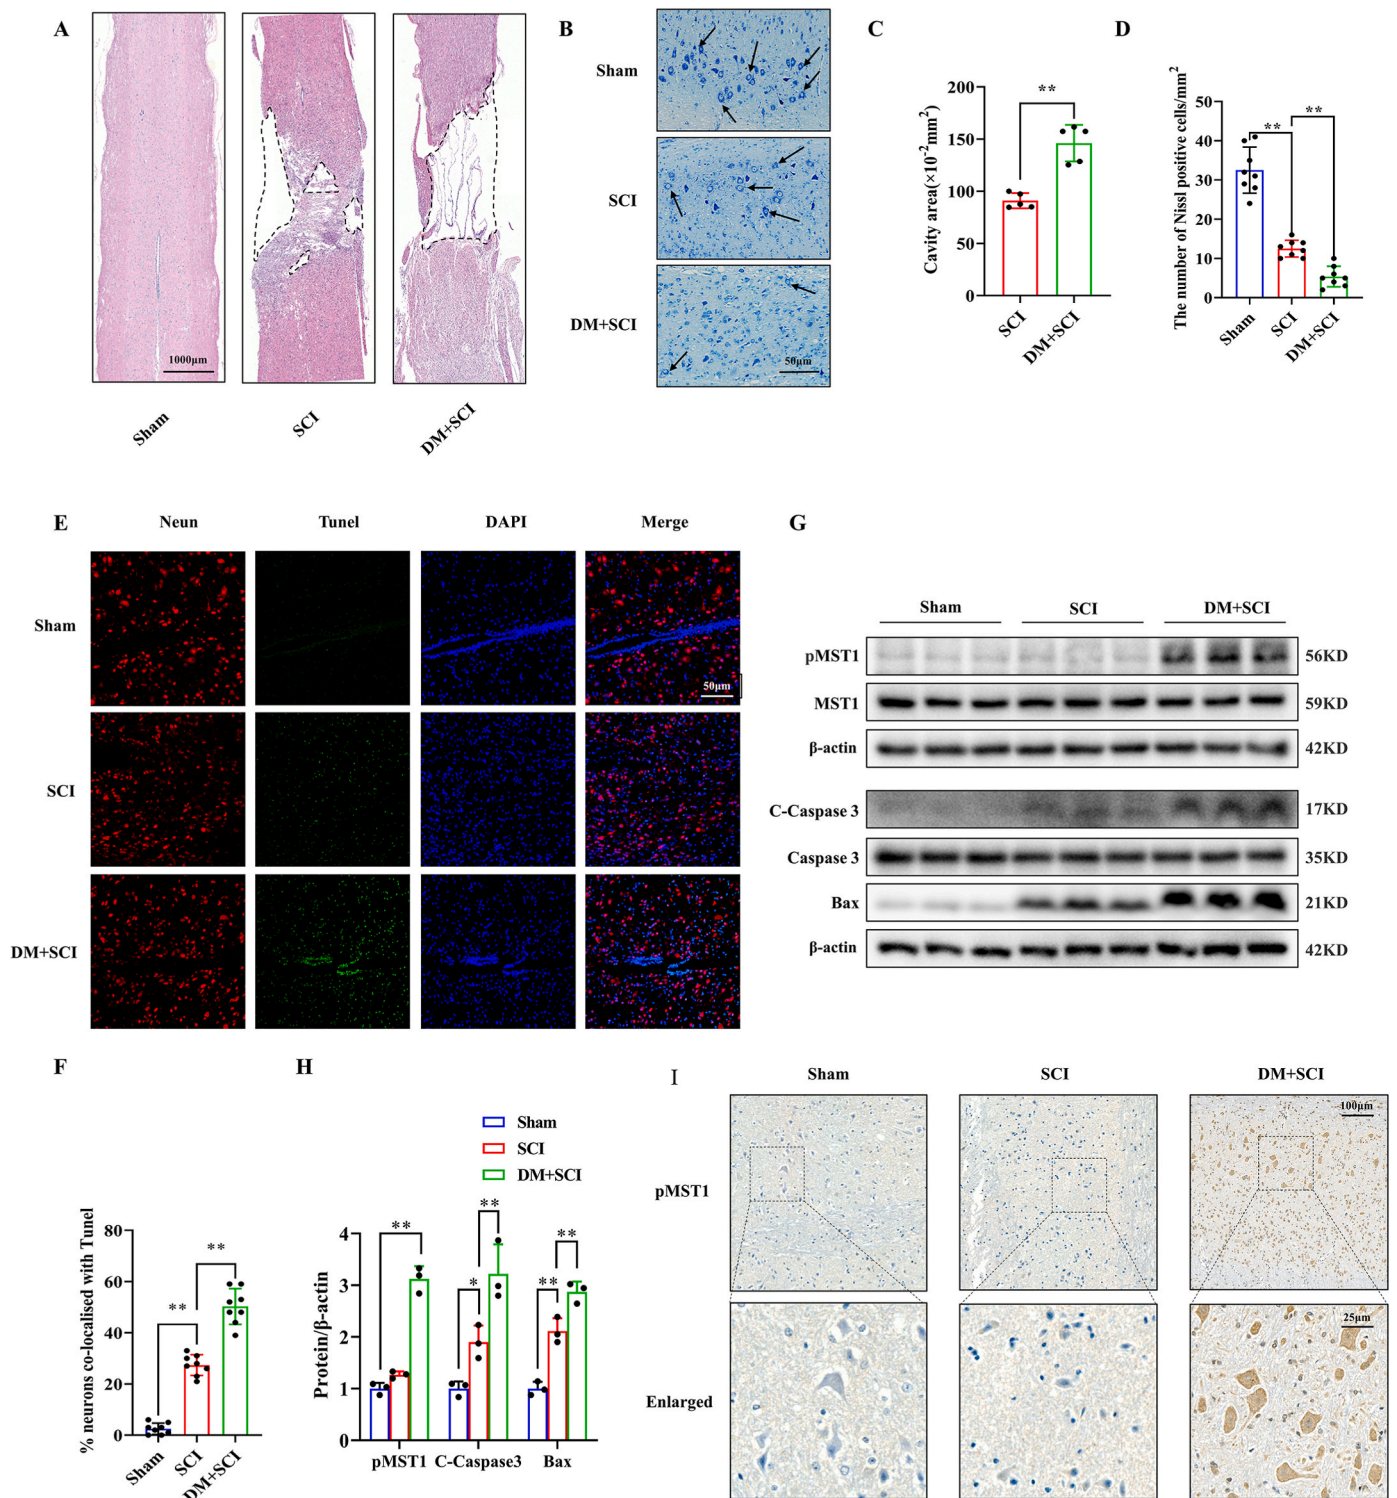 A
1000μm
Sham
SCI
DM+SCI
B
Sham
SCI
DM+SCI
50μm
C
Cavity area(×10⁻²mm²)
200
150
100
50
0
**
SCI
DM+SCI
D
The number of Nissl positive cells/mm²
50
40
30
20
10
0
**
**
Sham
SCI
DM+SCI
E
Neun
Tunel
DAPI
Merge
Sham
50μm
SCI
DM+SCI
G
Sham
SCI
DM+SCI
pMST1
56KD
MST1
59KD
β-actin
42KD
C-Caspase 3
17KD
Caspase 3
35KD
Bax
21KD
β-actin
42KD
F
% neurons co-localised with Tunel
80
60
40
20
0
**
**
Sham
SCI
DM+SCI
H
Sham
SCI
DM+SCI
Protein/β-actin
4
3
2
1
0
**
*
**
**
**
pMST1
C-Caspase3
Bax
I
Sham
SCI
DM+SCI
pMST1
100μm
Enlarged
25μm